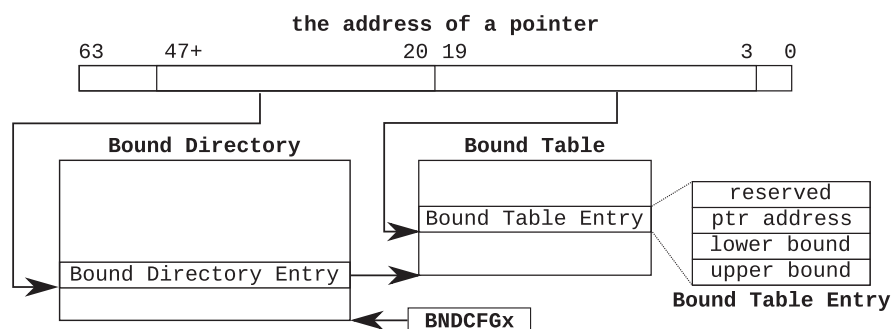 the address of a pointer
63 47+ 20 19 3 0
Bound Directory
Bound Table
Bound Table Entry
Bound Directory Entry
reserved
ptr address
lower bound
upper bound
Bound Table Entry
BNDCFGx